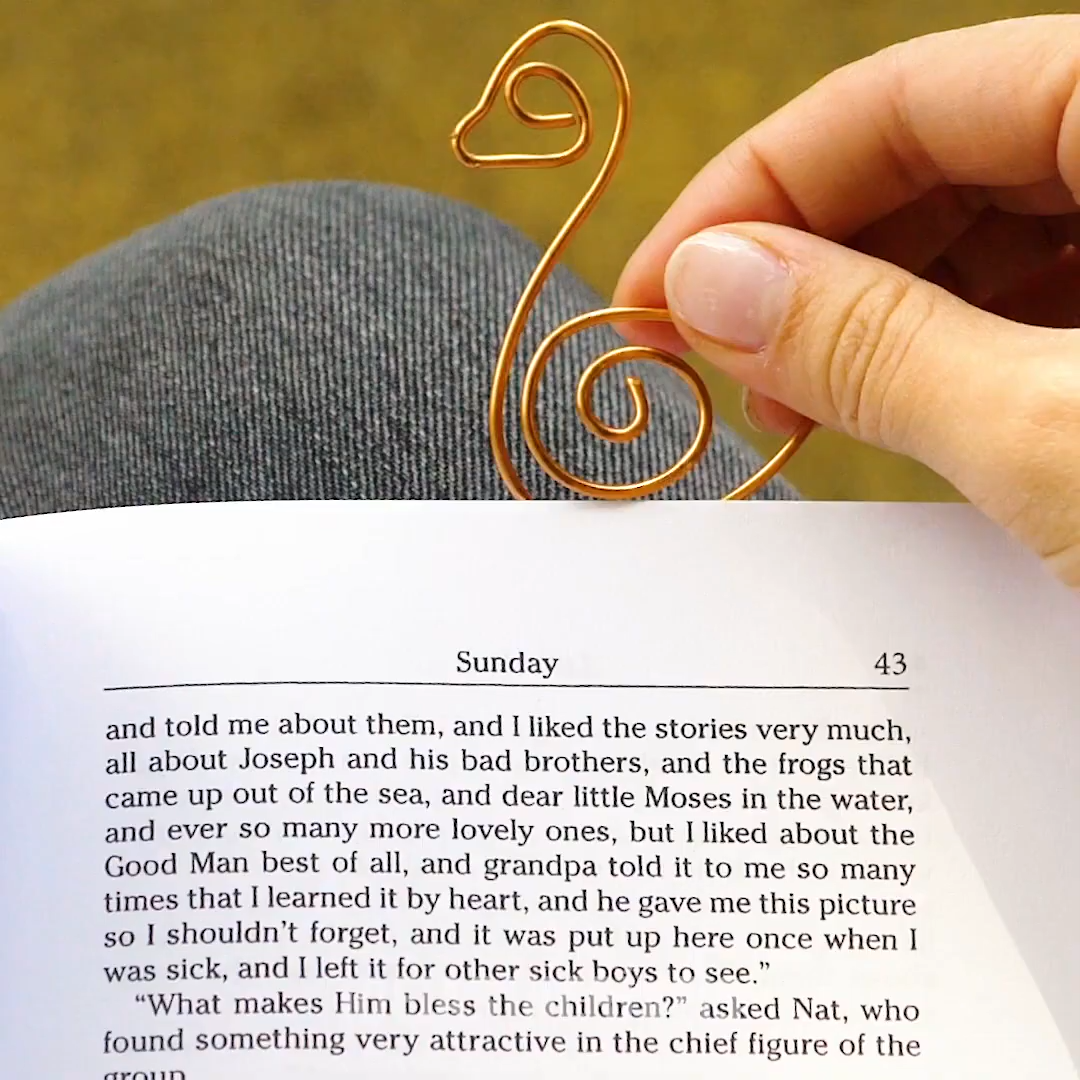 Sunday 43
and told me about them, and I liked the stories very much,
all about Joseph and his bad brothers, and the frogs that
came up out of the sea, and dear little Moses in the water,
and ever so many more lovely ones, but I liked about the
Good Man best of all, and grandpa told it to me so many
times that I learned it by heart, and he gave me this picture
so I shouldn’t forget, and it was put up here once when I
was sick, and I left it for other sick boys to see.”
“What makes Him bless the children?” asked Nat, who
found something very attractive in the chief figure of the
group.